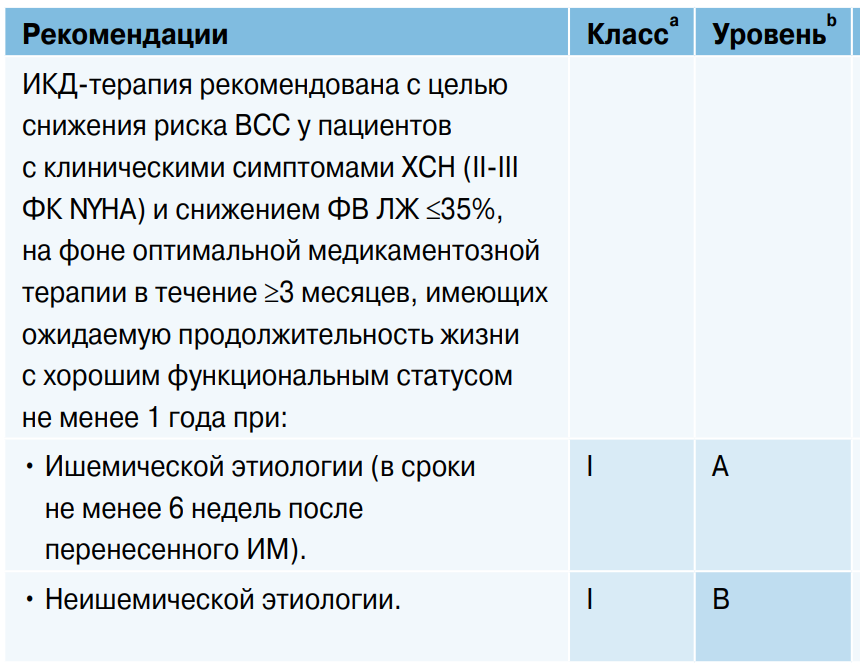 Рекомендации Классᵃ Уровеньᵇ
ИКД-терапия рекомендована с целью
снижения риска ВСС у пациентов
с клиническими симптомами ХСН (II-III
ФК NYHA) и снижением ФВ ЛЖ ≤35%,
на фоне оптимальной медикаментозной
терапии в течение ≥3 месяцев, имеющих
ожидаемую продолжительность жизни
с хорошим функциональным статусом
не менее 1 года при:
• Ишемической этиологии (в сроки I A
не менее 6 недель после
перенесенного ИМ).
• Неишемической этиологии. I B